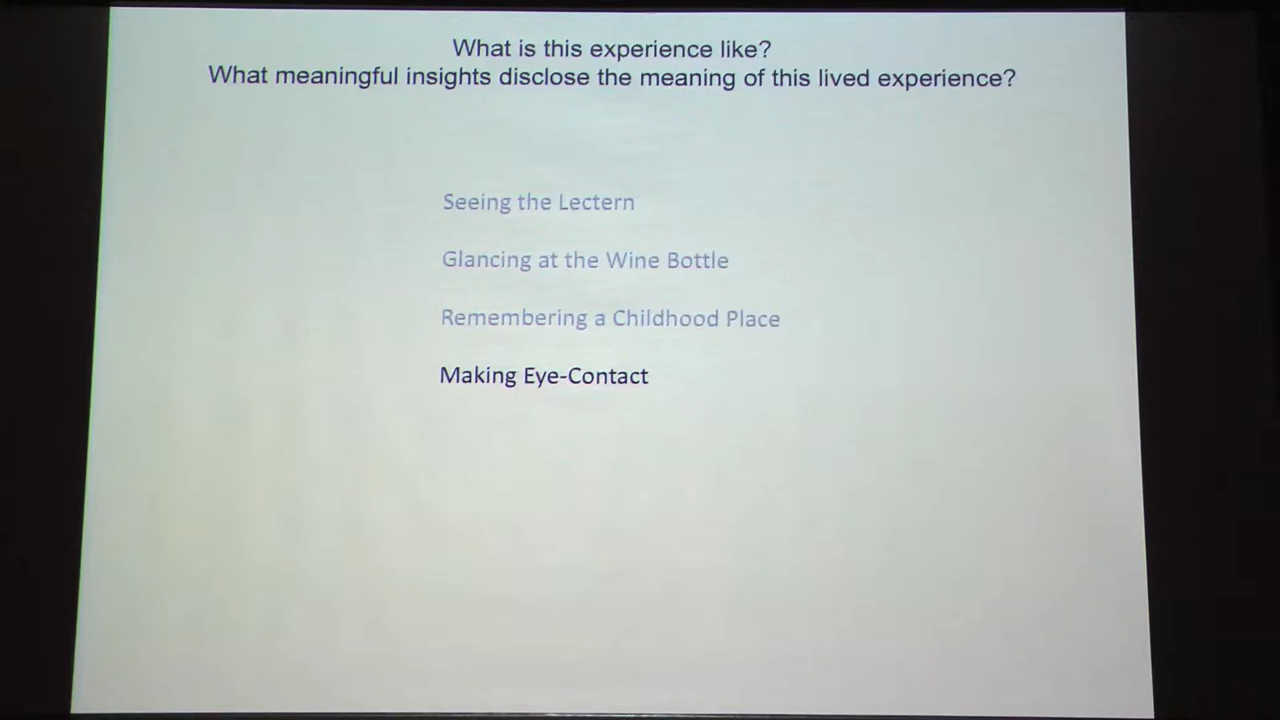 What is this experience like?
What meaningful insights disclose the meaning of this lived experience?
Seeing the Lectern
Glancing at the Wine Bottle
Remembering a Childhood Place
Making Eye-Contact